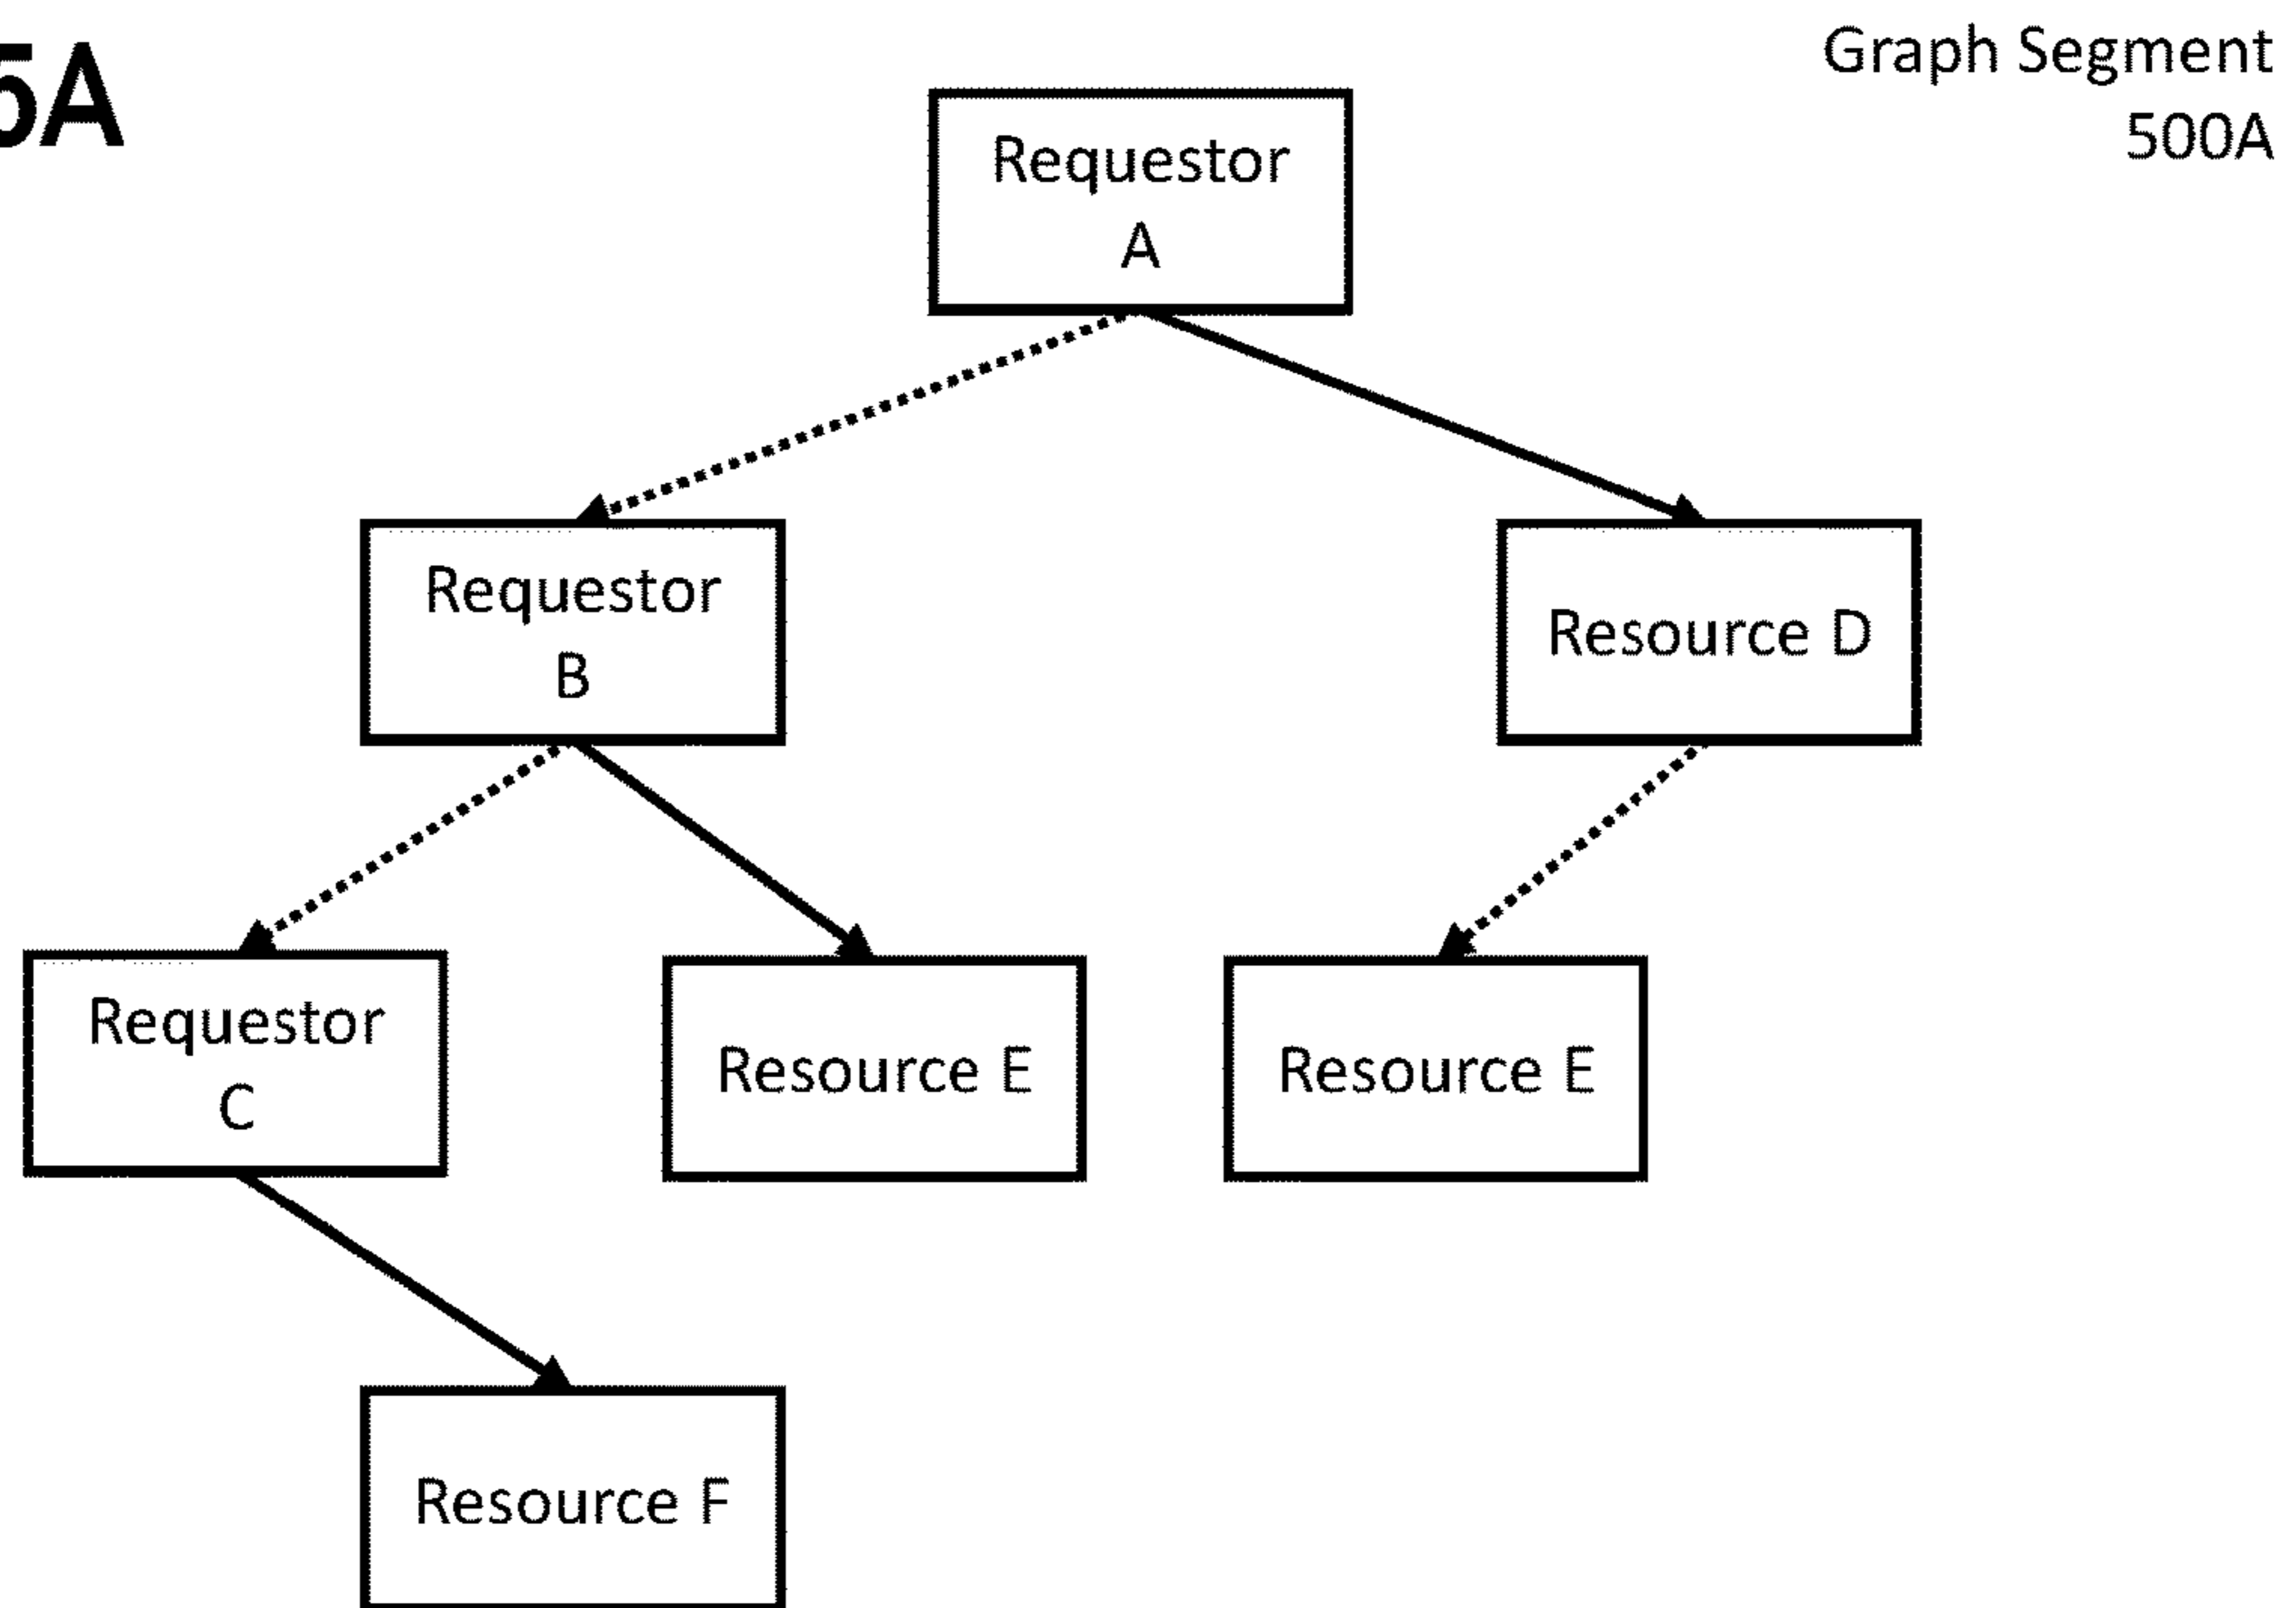 5A
Graph Segment
500A
Requestor
A
Requestor
B
Resource D
Requestor
C
Resource E
Resource E
Resource F